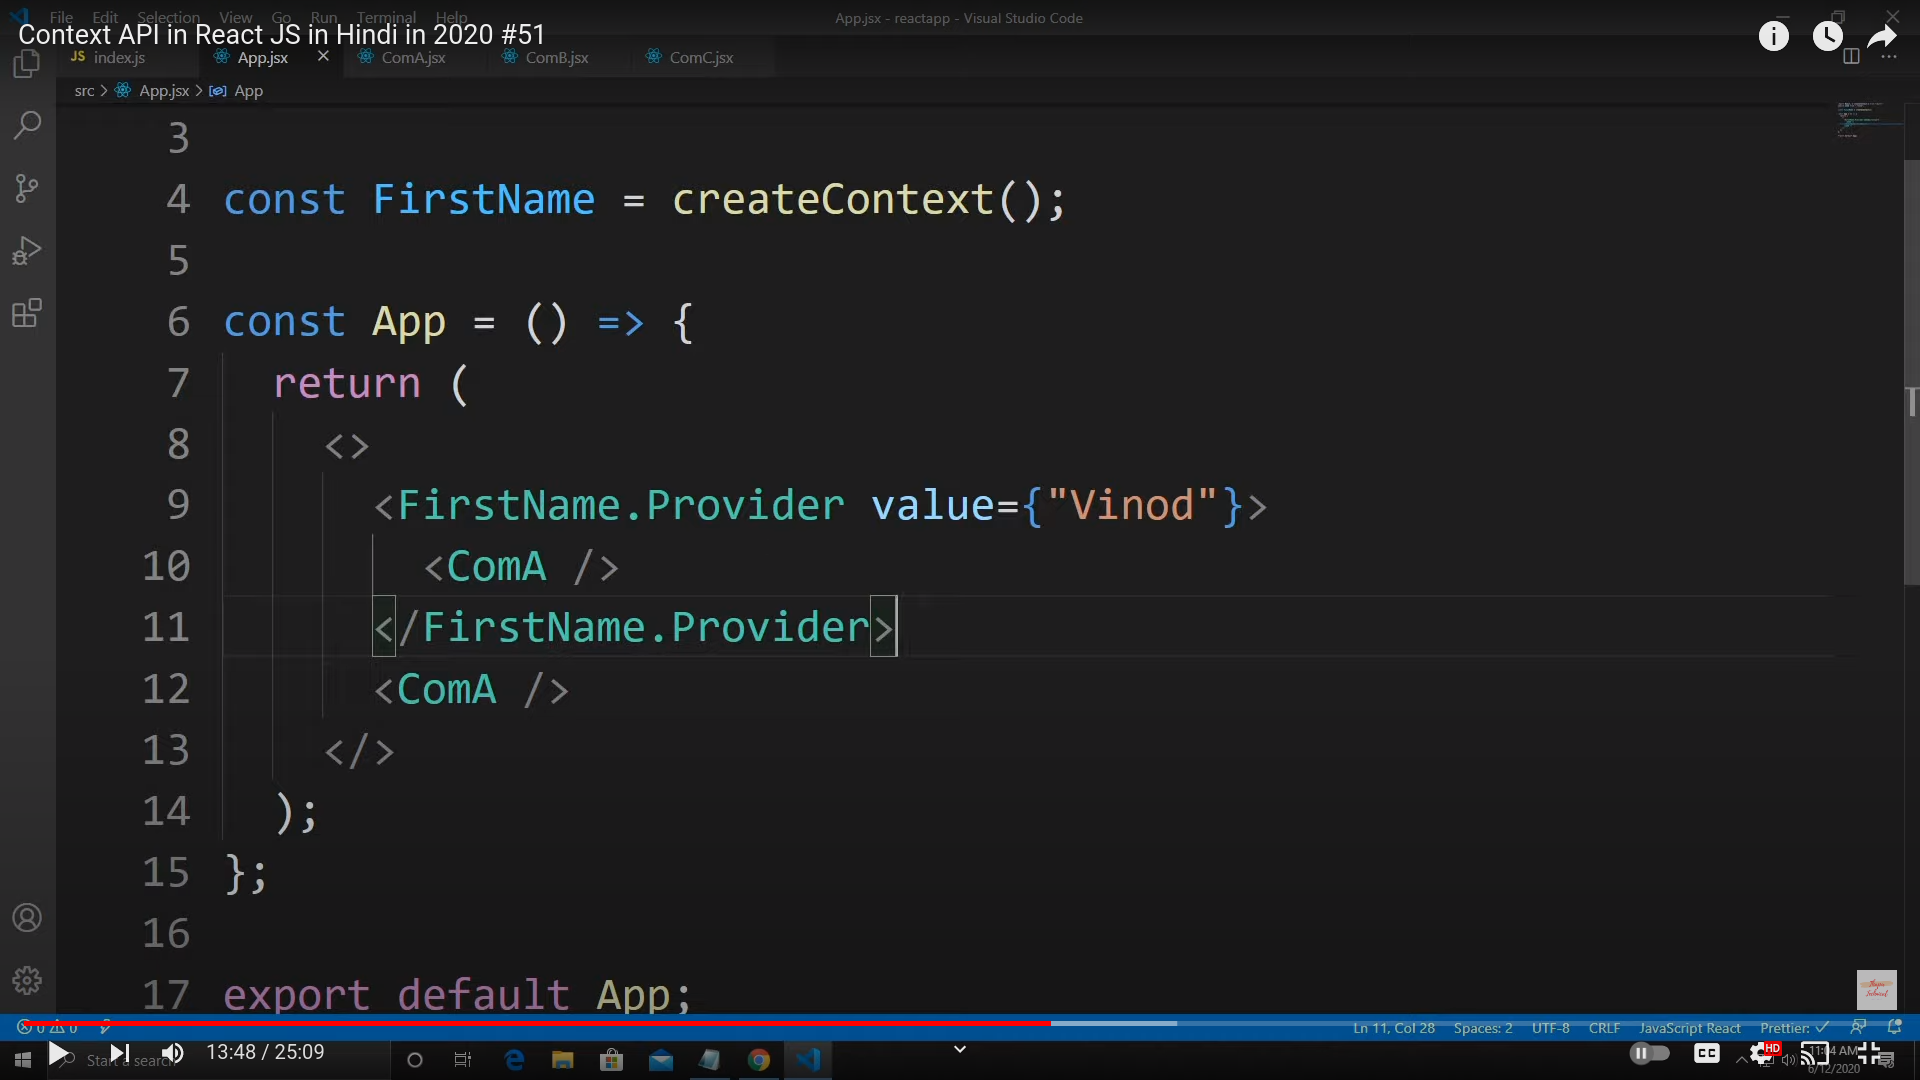 File Edit Selection View Go Run Terminal Help App.jsx - reactapp - Visual Studio Code
Context API in React JS in Hindi in 2020 #51
JS index.js App.jsx × ComA.jsx ComB.jsx ComC.jsx
src > App.jsx > App
3
4 const FirstName = createContext();
5
6 const App = () => {
7 return (
8 <>
9 <FirstName.Provider value={"Vinod"}>
10 <ComA />
11 </FirstName.Provider>
12 <ComA />
13 </>
14 );
15 };
16
17 export default App;
0 0 Ln 11, Col 28 Spaces: 2 UTF-8 CRLF JavaScript React Prettier: ✓
13:48 / 25:09 CC HD
Start a search 11:04 AM
6/12/2020